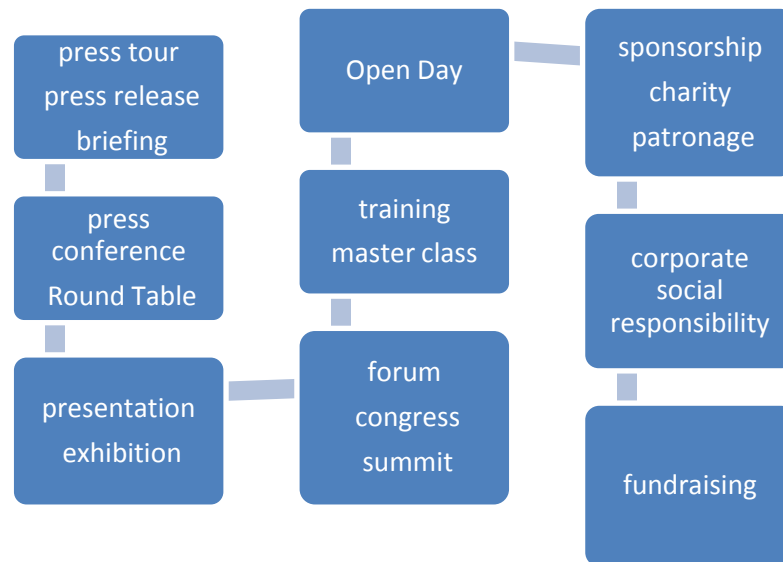 press tour
press release
briefing
press
conference
Round Table
presentation
exhibition
forum
congress
summit
training
master class
Open Day
sponsorship
charity
patronage
corporate
social
responsibility
fundraising